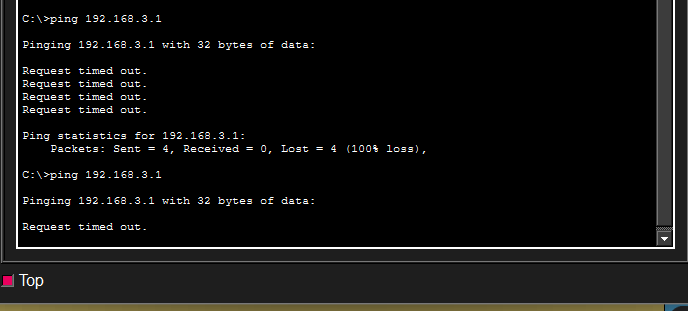 C:\>ping 192.168.3.1
Pinging 192.168.3.1 with 32 bytes of data:
Request timed out.
Request timed out.
Request timed out.
Request timed out.
Ping statistics for 192.168.3.1:
    Packets: Sent = 4, Received = 0, Lost = 4 (100% loss),
C:\>ping 192.168.3.1
Pinging 192.168.3.1 with 32 bytes of data:
Request timed out.
Top